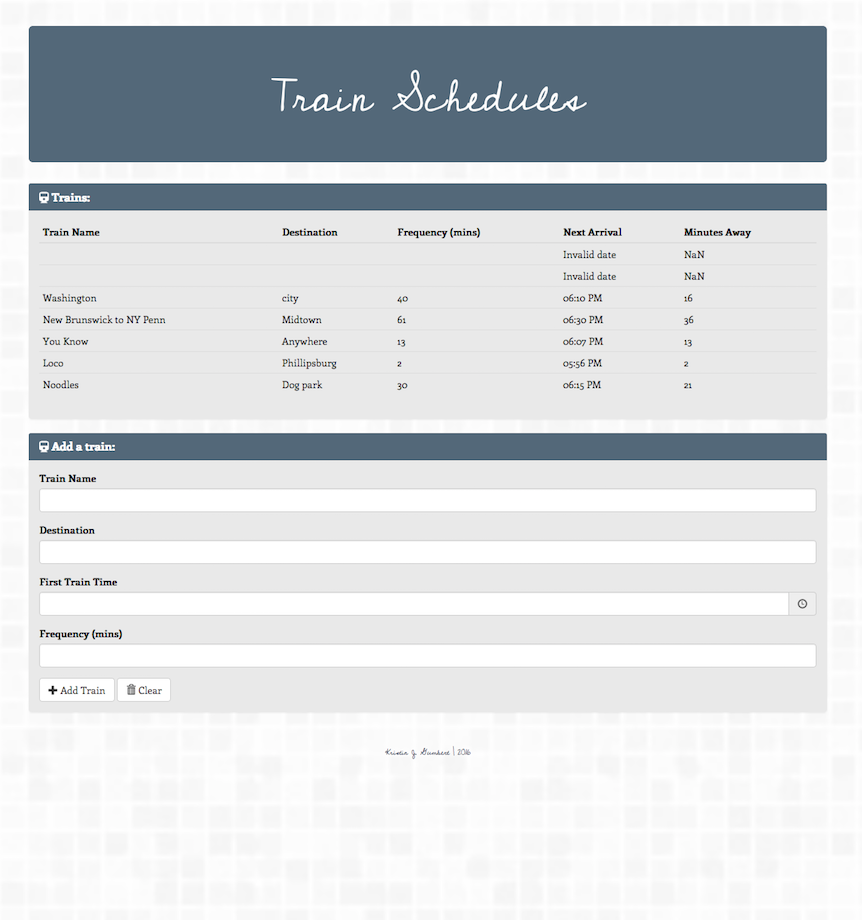 Train Schedules
Trains:
Train Name Destination Frequency (mins) Next Arrival Minutes Away
Invalid date NaN
Invalid date NaN
Washington city 40 06:10 PM 16
New Brunswick to NY Penn Midtown 61 06:30 PM 36
You Know Anywhere 13 06:07 PM 13
Loco Phillipsburg 2 05:56 PM 2
Noodles Dog park 30 06:15 PM 21
Add a train:
Train Name
Destination
First Train Time
Frequency (mins)
Add Train Clear
Kristin J. Gumbert | 2016